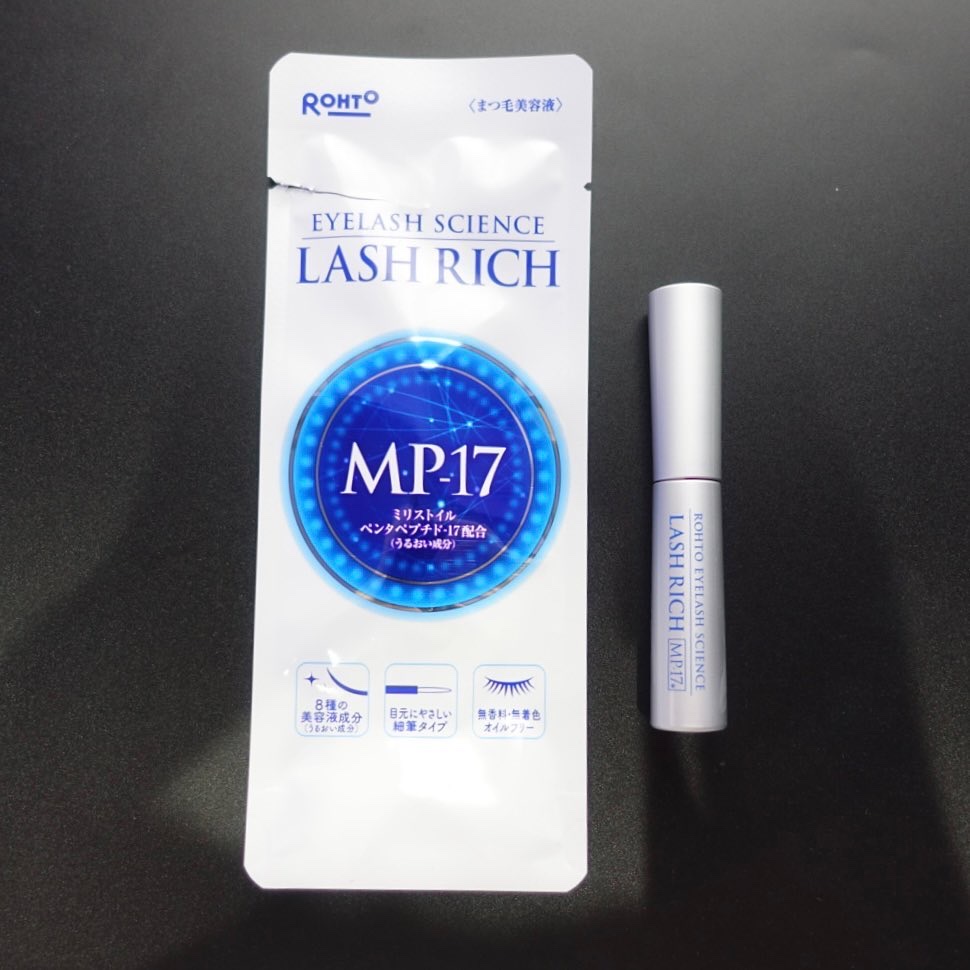 ROHTO
〈まつ毛美容液〉
EYELASH SCIENCE
LASH RICH
MP-17
ミリストイル
ペンタペプチド-17配合
(うるおい成分)
8種の
美容液成分
(うるおい成分)
目元にやさしい
細筆タイプ
無香料・無着色
オイルフリー
ROHTO EYELASH SCIENCE
LASH RICH MP-17